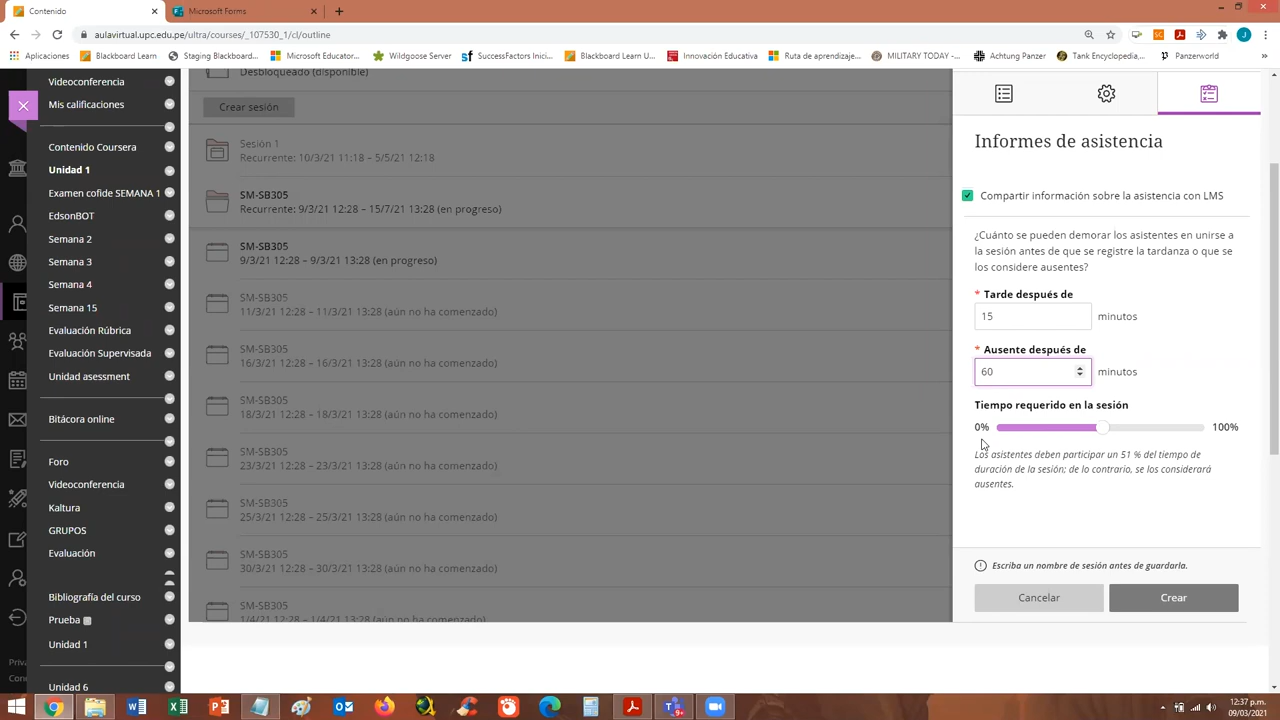 Contenido
Microsoft Forms
aulavirtual.upc.edu.pe/ultra/courses/_107530_1/cl/outline
Aplicaciones
Blackboard Learn
Staging Blackboard...
Microsoft Educator...
Wildgoose Server
SuccessFactors Inici...
Blackboard Learn U...
Innovación Educativa
Ruta de aprendizaje...
MILITARY TODAY -...
Achtung Panzer
Tank Encyclopedia,...
Panzerworld
Videoconferencia
Mis calificaciones
Contenido Coursera
Unidad 1
Examen cofide SEMANA 1
EdsonBOT
Semana 2
Semana 3
Semana 4
Semana 15
Evaluación Rúbrica
Evaluación Supervisada
Unidad asessment
Bitácora online
Foro
Videoconferencia
Kaltura
GRUPOS
Evaluación
Bibliografía del curso
Prueba
Unidad 1
Unidad 6
Priva
Conc
Desbloqueado (disponible)
Crear sesión
Sesión 1
Recurrente: 10/3/21 11:18 – 5/5/21 12:18
SM-SB305
Recurrente: 9/3/21 12:28 – 15/7/21 13:28 (en progreso)
SM-SB305
9/3/21 12:28 – 9/3/21 13:28 (en progreso)
SM-SB305
11/3/21 12:28 – 11/3/21 13:28 (aún no ha comenzado)
SM-SB305
16/3/21 12:28 – 16/3/21 13:28 (aún no ha comenzado)
SM-SB305
18/3/21 12:28 – 18/3/21 13:28 (aún no ha comenzado)
SM-SB305
23/3/21 12:28 – 23/3/21 13:28 (aún no ha comenzado)
SM-SB305
25/3/21 12:28 – 25/3/21 13:28 (aún no ha comenzado)
SM-SB305
30/3/21 12:28 – 30/3/21 13:28 (aún no ha comenzado)
SM-SB305
1/4/21 12:28 – 1/4/21 13:28 (aún no ha comenzado)
Informes de asistencia
Compartir información sobre la asistencia con LMS
¿Cuánto se pueden demorar los asistentes en unirse a
la sesión antes de que se registre la tardanza o que se
los considere ausentes?
* Tarde después de
15 minutos
* Ausente después de
60 minutos
Tiempo requerido en la sesión
0% 100%
Los asistentes deben participar un 51 % del tiempo de
duración de la sesión; de lo contrario, se los considerará
ausentes.
Escriba un nombre de sesión antes de guardarla.
Cancelar
Crear
12:37 p.m.
09/03/2021